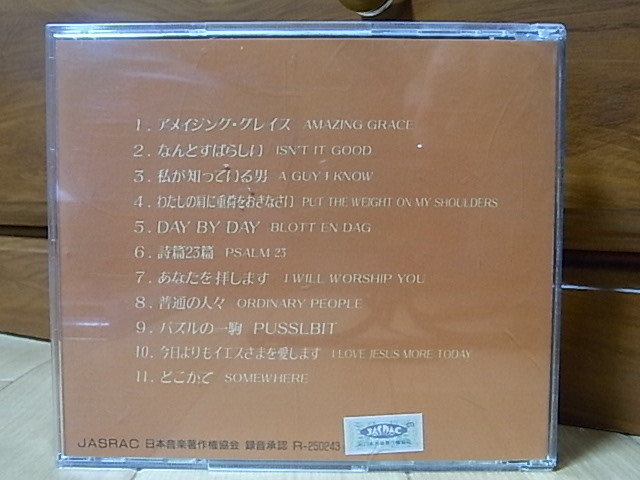 1. アメイジング・グレイス AMAZING GRACE
2. なんとすばらしい ISN'T IT GOOD
3. 私が知っている男 A GUY I KNOW
4. わたしの肩に重荷をおきなさい PUT THE WEIGHT ON MY SHOULDERS
5. DAY BY DAY BLOTT EN DAG
6. 詩篇23篇 PSALM 23
7. あなたを拝します I WILL WORSHIP YOU
8. 普通の人々 ORDINARY PEOPLE
9. パズルの一駒 PUSSLBIT
10. 今日よりもイエスさまを愛します I LOVE JESUS MORE TODAY
11. どこかで SOMEWHERE
JASRAC 日本音楽著作権協会 録音承認 R-250243
JASRAC